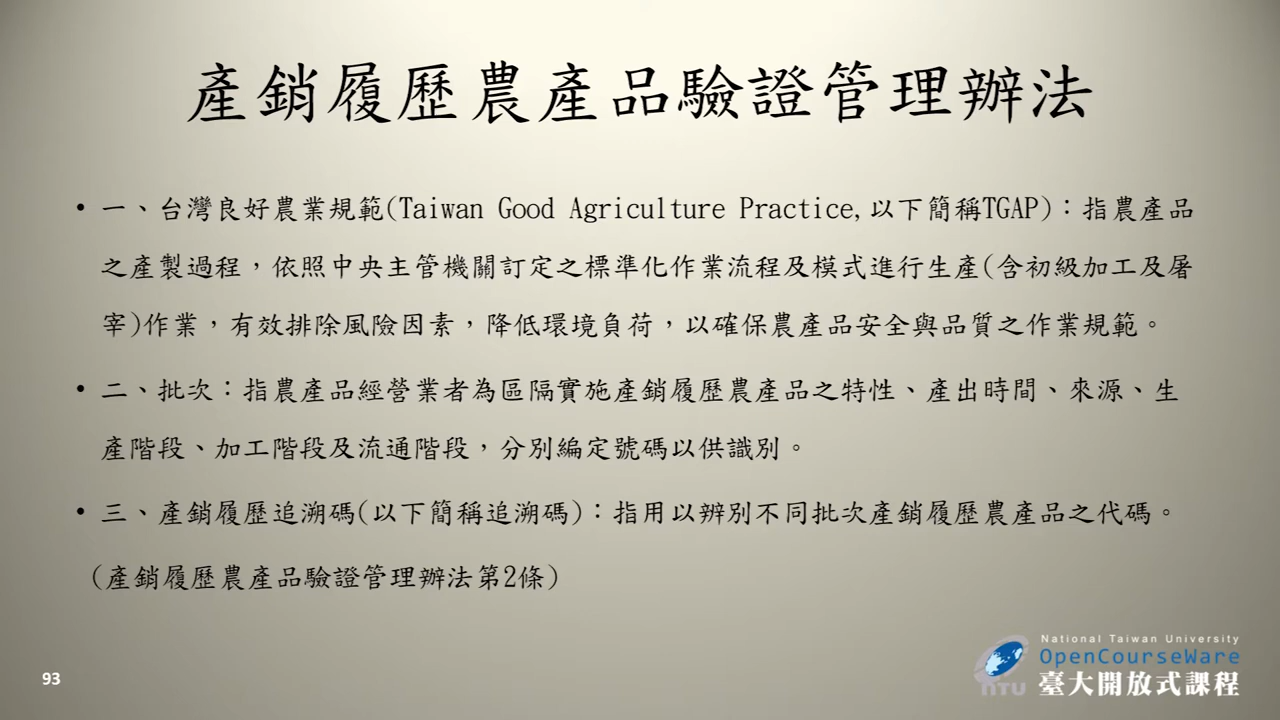 產銷履歷農產品驗證管理辦法
• 一、台灣良好農業規範(Taiwan Good Agriculture Practice,以下簡稱TGAP)：指農產品
之產製過程，依照中央主管機關訂定之標準化作業流程及模式進行生產(含初級加工及屠
宰)作業，有效排除風險因素，降低環境負荷，以確保農產品安全與品質之作業規範。
• 二、批次：指農產品經營業者為區隔實施產銷履歷農產品之特性、產出時間、來源、生
產階段、加工階段及流通階段，分別編定號碼以供識別。
• 三、產銷履歷追溯碼(以下簡稱追溯碼)：指用以辨別不同批次產銷履歷農產品之代碼。
(產銷履歷農產品驗證管理辦法第2條)
National Taiwan University
OpenCourseWare
NTU 臺大開放式課程
93